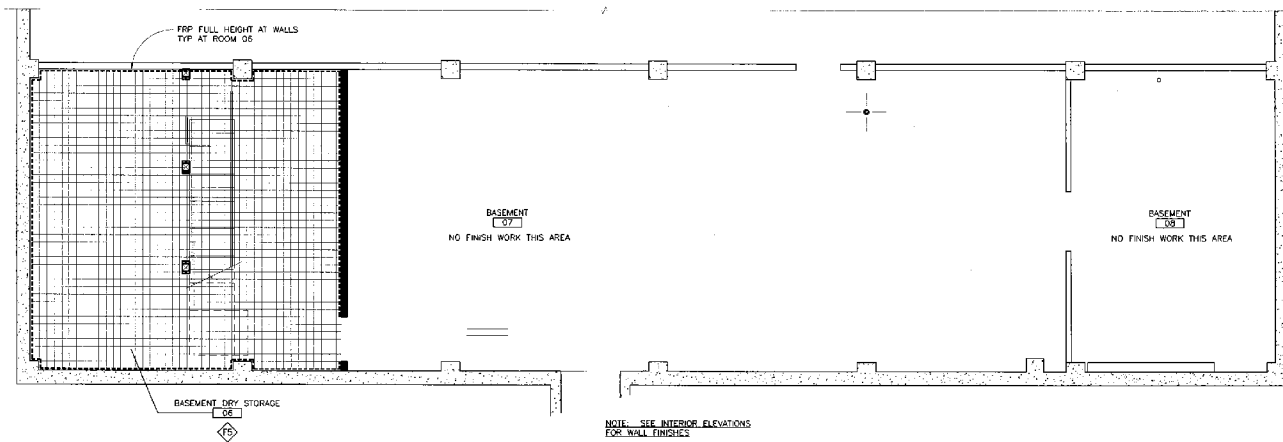 FRP FULL HEIGHT AT WALLS
TYP AT ROOM 06
BASEMENT
07
NO FINISH WORK THIS AREA
BASEMENT
08
NO FINISH WORK THIS AREA
BASEMENT DRY STORAGE
06
F5
NOTE: SEE INTERIOR ELEVATIONS
FOR WALL FINISHES